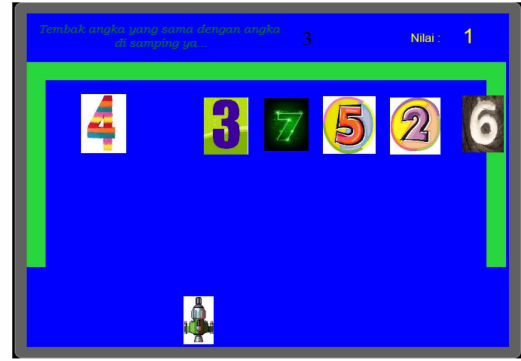 Tembak angka yang sama dengan angka
di samping ya...
3
Nilai : 1
4 3 7 5 2 6